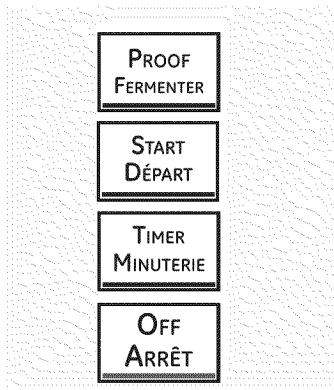 PROOF
FERMENTER
START
DÉPART
TIMER
MINUTERIE
OFF
ARRÊT